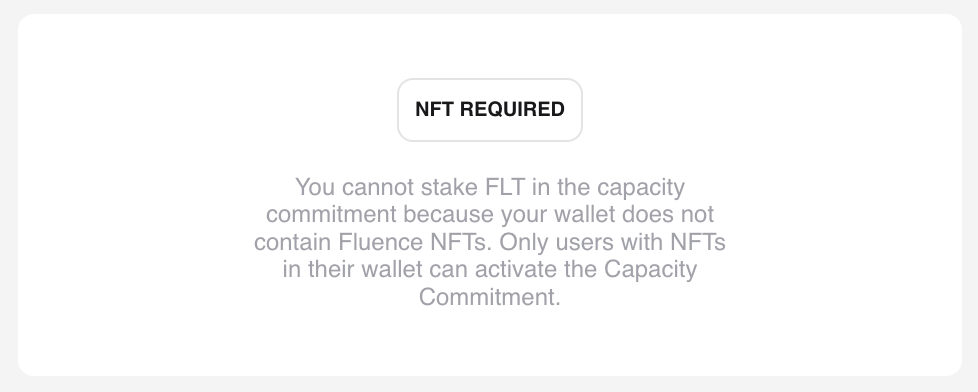 NFT REQUIRED
You cannot stake FLT in the capacity
commitment because your wallet does not
contain Fluence NFTs. Only users with NFTs
in their wallet can activate the Capacity
Commitment.